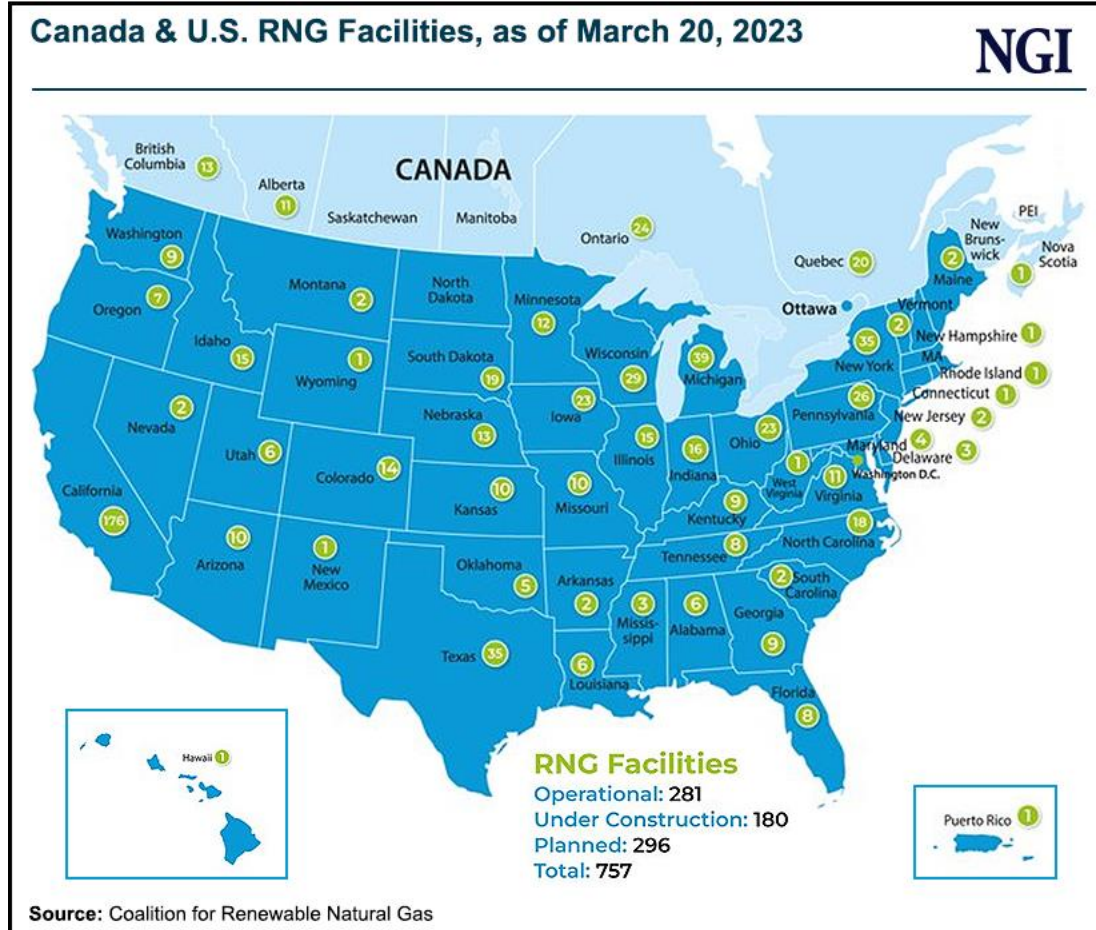 Canada & U.S. RNG Facilities, as of March 20, 2023
NGI
British
Columbia
13
Alberta
11
CANADA
Saskatchewan
Manitoba
Ontario
24
Quebec
20
Ottawa
New
Bruns-
wick
PEI
Nova
Scotia
1
Washington
9
Oregon
7
Idaho
15
Montana
2
North
Dakota
Minnesota
12
Wisconsin
29
Michigan
39
Maine
2
Vermont
2
New Hampshire
1
MA
New York
35
Rhode Island
1
Connecticut
1
New Jersey
2
Pennsylvania
26
Maryland
4
Delaware
3
Washington D.C.
Wyoming
1
South Dakota
19
Nebraska
13
Iowa
23
Illinois
15
Indiana
16
Ohio
23
West
Virginia
1
Virginia
11
Nevada
2
Utah
6
Colorado
14
Kansas
10
Missouri
10
Kentucky
9
North Carolina
18
Tennessee
8
California
176
Arizona
10
New
Mexico
1
Oklahoma
5
Arkansas
2
Missis-
sippi
3
Alabama
6
Georgia
9
South
Carolina
2
Texas
35
Louisiana
6
Florida
8
Hawaii
1
RNG Facilities
Operational: 281
Under Construction: 180
Planned: 296
Total: 757
Puerto Rico
1
Source: Coalition for Renewable Natural Gas